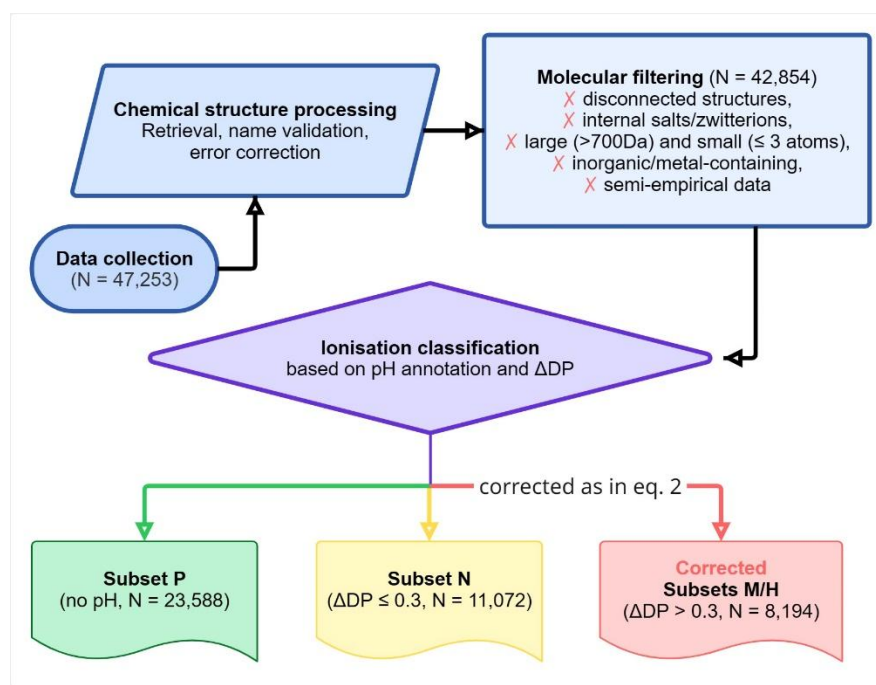 Chemical structure processing
Retrieval, name validation,
error correction
Molecular filtering (N = 42,854)
✗ disconnected structures,
✗ internal salts/zwitterions,
✗ large (>700Da) and small (≤ 3 atoms),
✗ inorganic/metal-containing,
✗ semi-empirical data
Data collection
(N = 47,253)
Ionisation classification
based on pH annotation and ΔDP
corrected as in eq. 2
Subset P
(no pH, N = 23,588)
Subset N
(ΔDP ≤ 0.3, N = 11,072)
Corrected
Subsets M/H
(ΔDP > 0.3, N = 8,194)